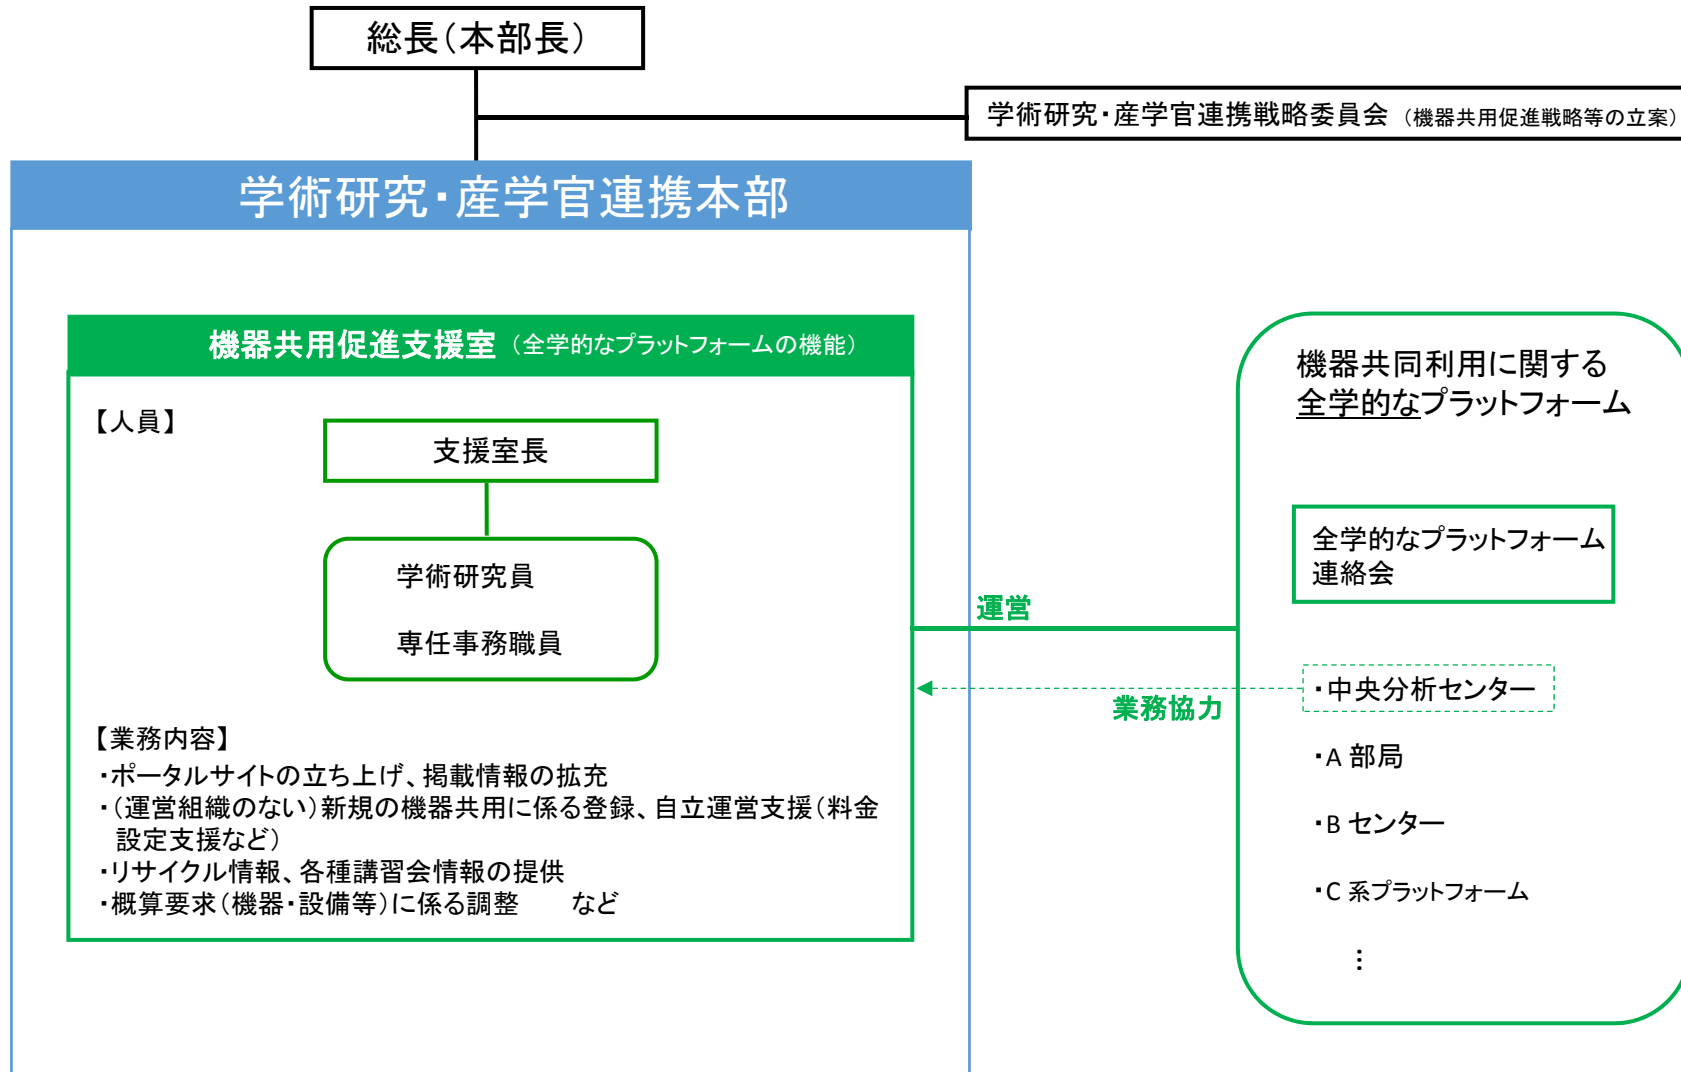 総長（本部長）
学術研究・産学官連携戦略委員会 （機器共用促進戦略等の立案）
学術研究・産学官連携本部
機器共用促進支援室 （全学的なプラットフォームの機能）
【人員】
支援室長
学術研究員
専任事務職員
【業務内容】
・ポータルサイトの立ち上げ、掲載情報の拡充
・（運営組織のない）新規の機器共用に係る登録、自立運営支援（料金
設定支援など）
・リサイクル情報、各種講習会情報の提供
・概算要求（機器・設備等）に係る調整　　など
運営
業務協力
機器共同利用に関する
全学的なプラットフォーム
全学的なプラットフォーム
連絡会
・中央分析センター
・A 部局
・B センター
・C 系プラットフォーム
⋮